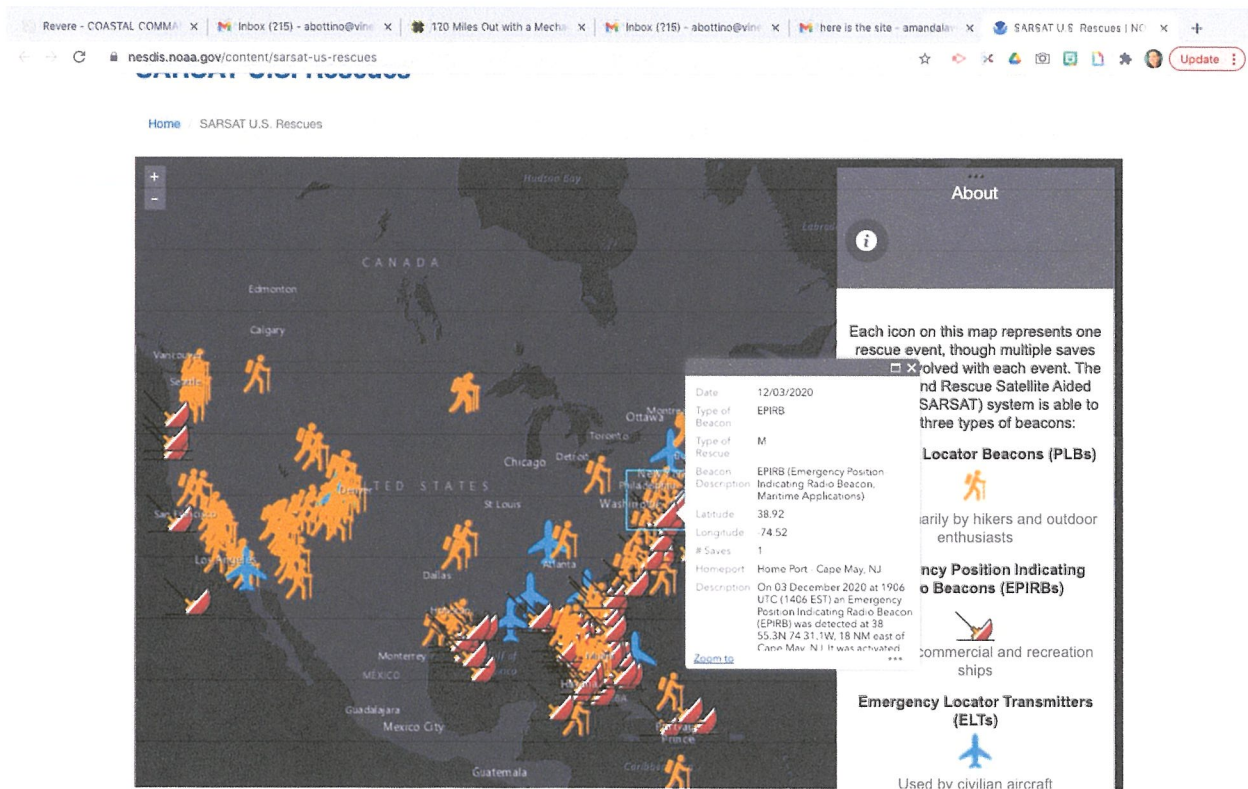 Revere - COASTAL COMMA
Inbox (215) - abottino@vine
120 Miles Out with a Mecha
Inbox (215) - abottino@vine
here is the site - amandalav
SARSAT U.S. Rescues | NO
nesdis.noaa.gov/content/sarsat-us-rescues
Update
SARSAT U.S. Rescues
Home / SARSAT U.S. Rescues
+
-
Hudson Bay
CANADA
Edmonton
Calgary
Vancouver
Seattle
Ottawa
Toronto
Chicago
Detroit
Denver
UNITED STATES
St Louis
Washington
San Francisco
Los Angeles
Dallas
Atlanta
Houston
Monterrey
MÉXICO
Guadalajara
Mexico City
Guatemala
Port-au-
Prince
About
Each icon on this map represents one
rescue event, though multiple saves
volved with each event. The
nd Rescue Satellite Aided
SARSAT) system is able to
three types of beacons:
Locator Beacons (PLBs)
arily by hikers and outdoor
enthusiasts
ncy Position Indicating
o Beacons (EPIRBs)
commercial and recreation
ships
Emergency Locator Transmitters
(ELTs)
Used by civilian aircraft
Date 12/03/2020
Type of Beacon EPIRB
Type of Rescue M
Beacon Description EPIRB (Emergency Position
Indicating Radio Beacon,
Maritime Applications)
Latitude 38.92
Longitude -74.52
# Saves 1
Homeport Home Port - Cape May, NJ
Description On 03 December 2020 at 1906
UTC (1406 EST) an Emergency
Position Indicating Radio Beacon
(EPIRB) was detected at 38
55.3N 74 31.1W, 18 NM east of
Cape May, NJ. It was activated
Zoom to